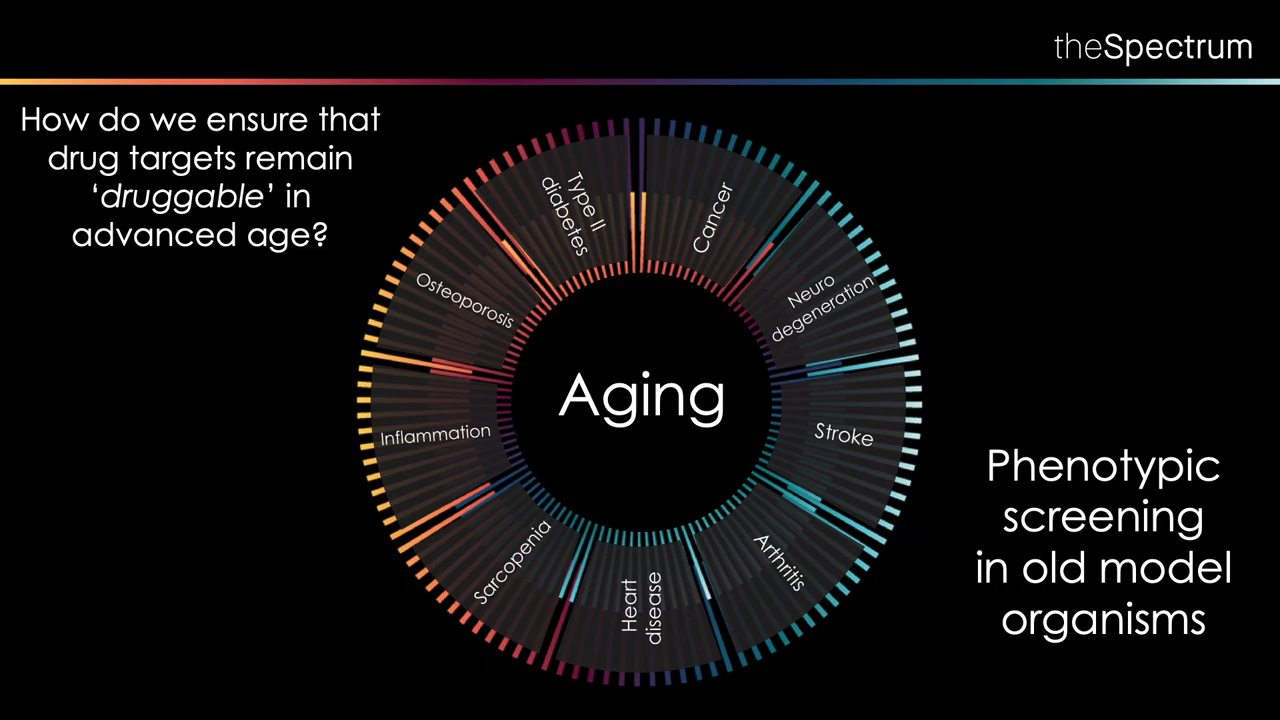 theSpectrum
How do we ensure that
drug targets remain
‘druggable’ in
advanced age?
Type II
diabetes
Cancer
Neuro
degeneration
Osteoporosis
Aging
Inflammation
Stroke
Sarcopenia
Heart
disease
Arthritis
Phenotypic
screening
in old model
organisms